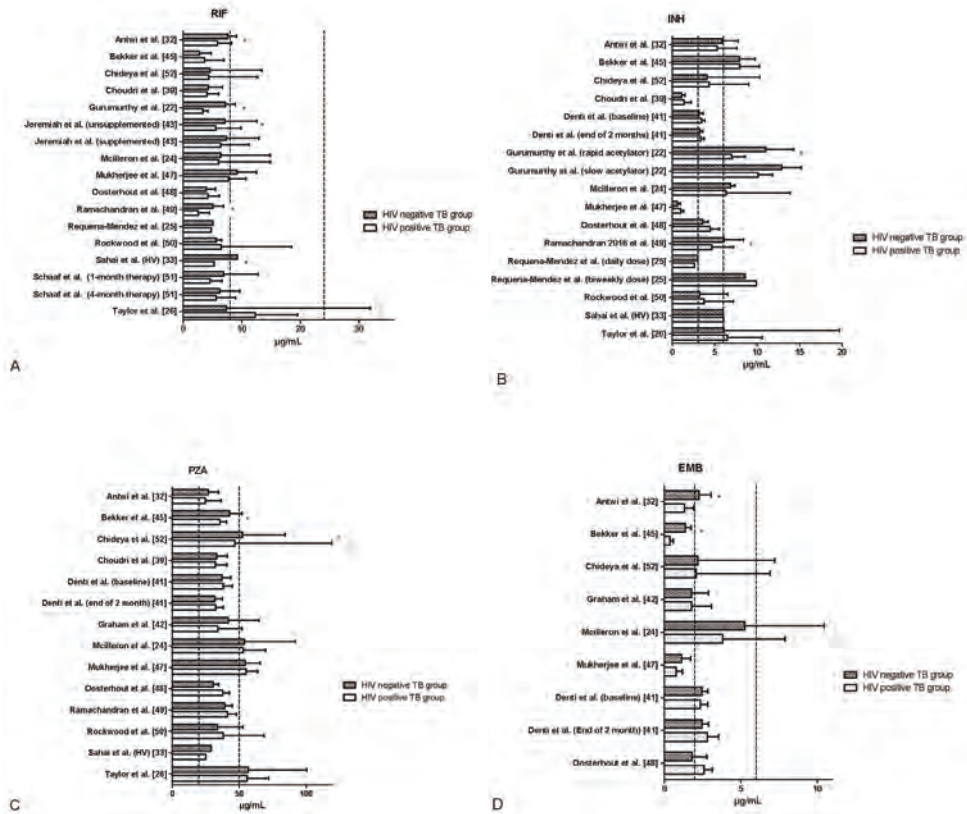 RIF
Antwi et al. [32]
Bekker et al. [45]
Chideya et al. [52]
Choudri et al. [39]
Gurumurthy et al. [22]
Jeremiah et al. (unsupplemented) [43]
Jeremiah et al. (supplemented) [43]
Mcilleron et al. [24]
Mukherjee et al. [47]
Oosterhout et al. [48]
Ramachandran et al. [49]
Requena-Mendez et al. [25]
Rockwood et al. [50]
Sahai et al. (HV) [33]
Schaaf et al. (1-month therapy) [51]
Schaaf et al. (4-month therapy) [51]
Taylor et al. [26]
0 10 20 30
µg/mL
HIV negative TB group
HIV positive TB group
A
INH
Antwi et al. [32]
Bekker et al. [45]
Chideya et al. [52]
Choudri et al. [39]
Denti et al. (baseline) [41]
Denti et al. (end of 2 months) [41]
Gurumurthy et al. (rapid acetylator) [22]
Gurumurthy et al. (slow acetylator) [22]
Mcilleron et al. [24]
Mukherjee et al. [47]
Oosterhout et al. [48]
Ramachandran 2016 et al. [49]
Requena-Mendez et al. (daily dose) [25]
Requena-Mendez et al. (biweekly dose) [25]
Rockwood et al. [50]
Sahai et al. (HV) [33]
Taylor et al. [26]
0 5 10 15 20
µg/mL
HIV negative TB group
HIV positive TB group
B
PZA
Antwi et al. [32]
Bekker et al. [45]
Chideya et al. [52]
Choudri et al. [39]
Denti et al. (baseline) [41]
Denti et al. (end of 2 month) [41]
Graham et al. [42]
Mcilleron et al. [24]
Mukherjee et al. [47]
Oosterhout et al. [48]
Ramachandran et al. [49]
Rockwood et al. [50]
Sahai et al. (HV) [33]
Taylor et al. [26]
0 50 100
µg/mL
HIV negative TB group
HIV positive TB group
C
EMB
Antwi et al. [32]
Bekker et al. [45]
Chideya et al. [52]
Graham et al. [42]
Mcilleron et al. [24]
Mukherjee et al. [47]
Denti et al. (baseline) [41]
Denti et al. (End of 2 month) [41]
Oosterhout et al. [48]
0 5 10
µg/mL
HIV negative TB group
HIV positive TB group
D